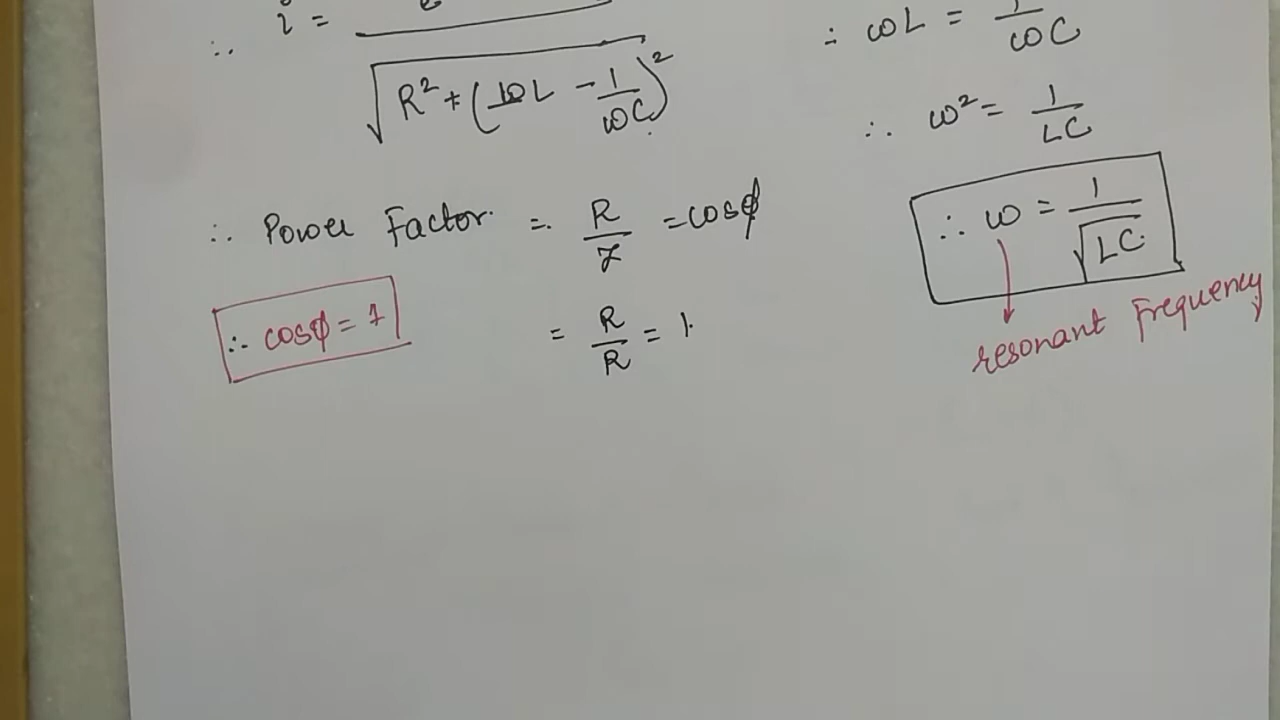 ∴ i = e / √(R² + (ωL - 1/ωC)²)
∴ Power Factor = R/Z = cosϕ
= R/R = 1
∴ cosϕ = 1
∴ ωL = 1/ωC
∴ ω² = 1/LC
∴ ω = 1/√LC
resonant Frequency